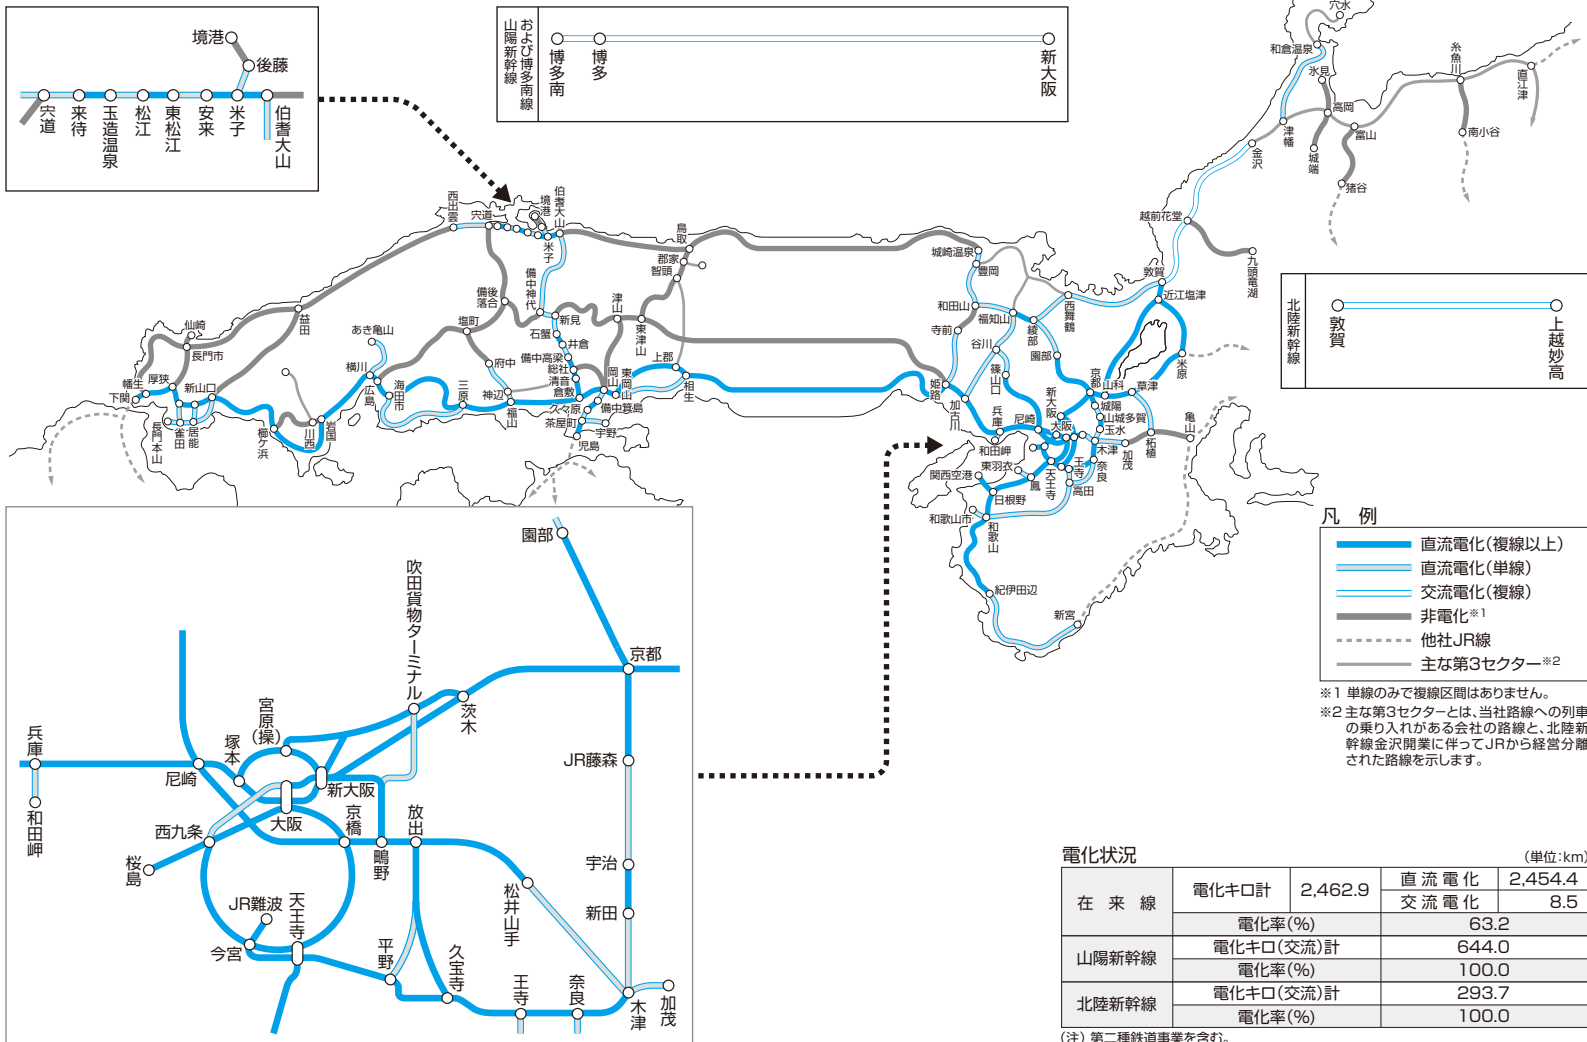 境港
後藤
宍道
来待
玉造温泉
松江
東松江
安来
米子
伯耆大山
山陽新幹線
および博多南線
博多南
博多
新大阪
穴水
和倉温泉
氷見
高岡
津幡
金沢
城端
富山
猪谷
糸魚川
南小谷
直江津
越前花堂
九頭竜湖
敦賀
近江塩津
北陸新幹線
敦賀
上越妙高
西出雲
宍道
境港
伯耆大山
米子
鳥取
郡家
智頭
城崎温泉
豊岡
和田山
福知山
寺前
谷川
篠山口
綾部
西舞鶴
園部
米原
備中神代
備後落合
新見
石蟹
井倉
備中高梁
総社
清音
倉敷
津山
東津山
上郡
岡山
東岡山
相生
姫路
加古川
益田
仙崎
長門市
あき亀山
塩町
府中
神辺
福山
三原
横川
広島
海田市
岩国
川西
櫛ケ浜
幡生
下関
厚狭
新山口
長門本山
雀田
居能
久々原
茶屋町
備中箕島
宇野
児島
兵庫
和田岬
尼崎
新大阪
大阪
京都
山科
草津
城陽
山城多賀
玉水
木津
加茂
柘植
亀山
東羽衣
関西空港
鳳
天王寺
王寺
高田
奈良
日根野
和歌山市
和歌山
紀伊田辺
新宮
凡 例
直流電化(複線以上)
直流電化(単線)
交流電化(複線)
非電化※1
他社JR線
主な第3セクター※2
※1 単線のみで複線区間はありません。
※2 主な第3セクターとは、当社路線への列車
の乗り入れがある会社の路線と、北陸新
幹線金沢開業に伴ってJRから経営分離
された路線を示します。
園部
吹田貨物ターミナル
京都
茨木
宮原(操)
塚本
兵庫
尼崎
新大阪
JR藤森
和田岬
西九条
大阪
京橋
鴫野
放出
桜島
宇治
松井山手
新田
JR難波
天王寺
今宮
平野
久宝寺
王寺
奈良
木津
加茂
電化状況
(単位:km)
在 来 線 電化キロ計 2,462.9 直 流 電 化 2,454.4
交 流 電 化 8.5
電化率(%) 63.2
山陽新幹線 電化キロ(交流)計 644.0
電化率(%) 100.0
北陸新幹線 電化キロ(交流)計 293.7
電化率(%) 100.0
(注) 第二種鉄道事業を含む。